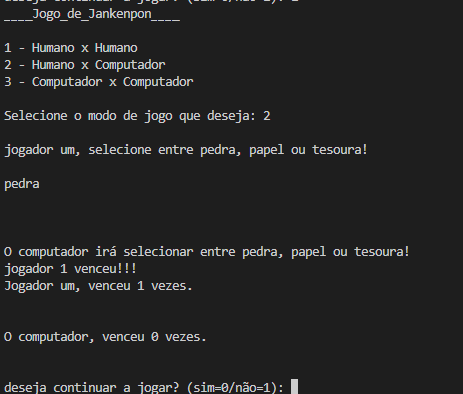 deseja continuar a jogar? (sim=0/não=1):
____Jogo_de_Jankenpon____
1 - Humano x Humano
2 - Humano x Computador
3 - Computador x Computador
Selecione o modo de jogo que deseja: 2
jogador um, selecione entre pedra, papel ou tesoura!
pedra
O computador irá selecionar entre pedra, papel ou tesoura!
jogador 1 venceu!!!
Jogador um, venceu 1 vezes.
O computador, venceu 0 vezes.
deseja continuar a jogar? (sim=0/não=1):